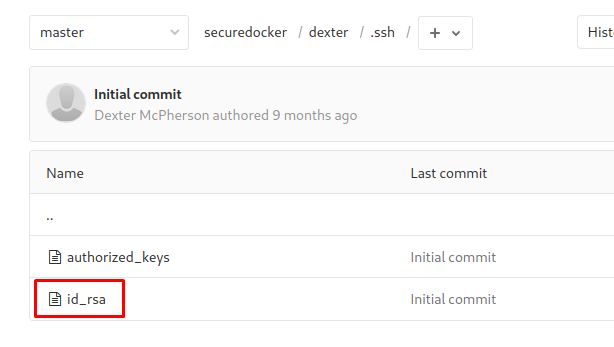 master securedocker / dexter / .ssh / + Hist
Initial commit
Dexter McPherson authored 9 months ago
Name Last commit
..
authorized_keys Initial commit
id_rsa Initial commit